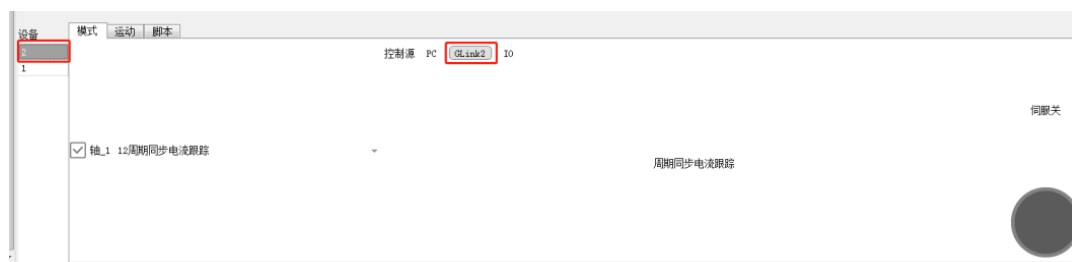 设备
模式 运动 脚本
2
控制源 PC GLink2 IO
1
伺服关
轴_1 12周期同步电流跟踪
周期同步电流跟踪